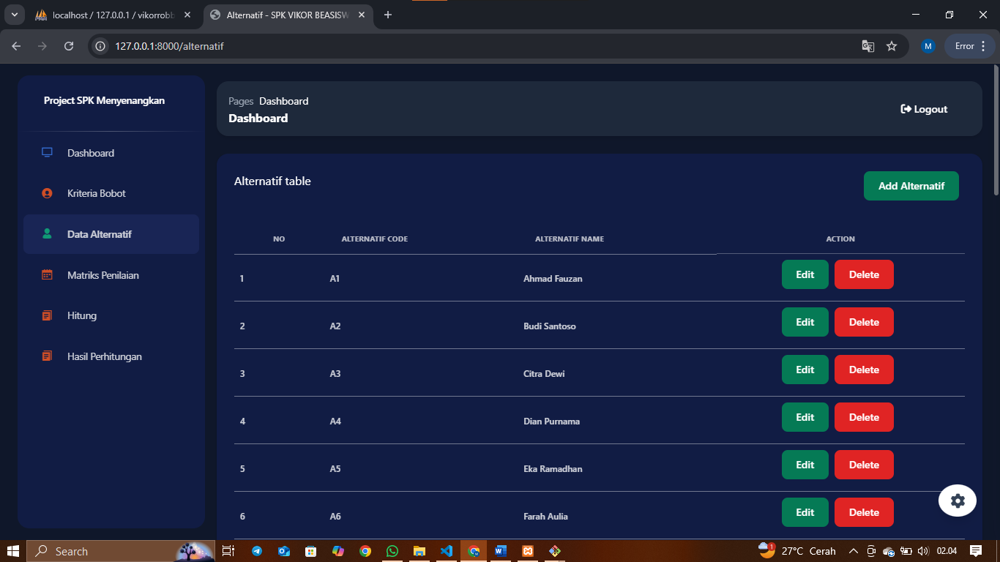 localhost / 127.0.0.1 / vikorrobb
Alternatif - SPK VIKOR BEASISW
127.0.0.1:8000/alternatif
M
Error
Project SPK Menyenangkan
Pages Dashboard
Dashboard
Logout
Dashboard
Kriteria Bobot
Data Alternatif
Matriks Penilaian
Hitung
Hasil Perhitungan
Alternatif table
Add Alternatif
NO ALTERNATIF CODE ALTERNATIF NAME ACTION
1 A1 Ahmad Fauzan Edit Delete
2 A2 Budi Santoso Edit Delete
3 A3 Citra Dewi Edit Delete
4 A4 Dian Purnama Edit Delete
5 A5 Eka Ramadhan Edit Delete
6 A6 Farah Aulia Edit Delete
Search
1
27°C Cerah
02.04